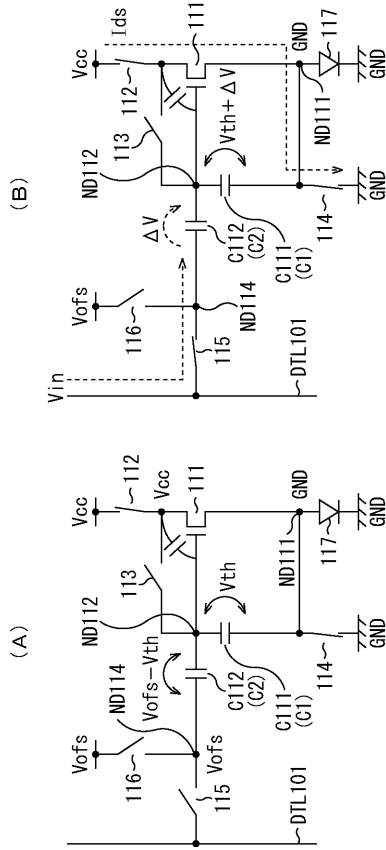 (A)
Vofs
Vcc
116
ND114
Vofs-Vth
ND112
113
112
Vcc
111
Vofs
115
C112
(C2)
Vth
C111
(C1)
ND111
GND
117
114
DTL101
GND
GND
(B)
Vin
Vofs
Vcc
Ids
116
ΔV
ND112
113
112
111
115
ND114
C112
(C2)
Vth+ΔV
C111
(C1)
GND
ND111
117
114
DTL101
GND
GND